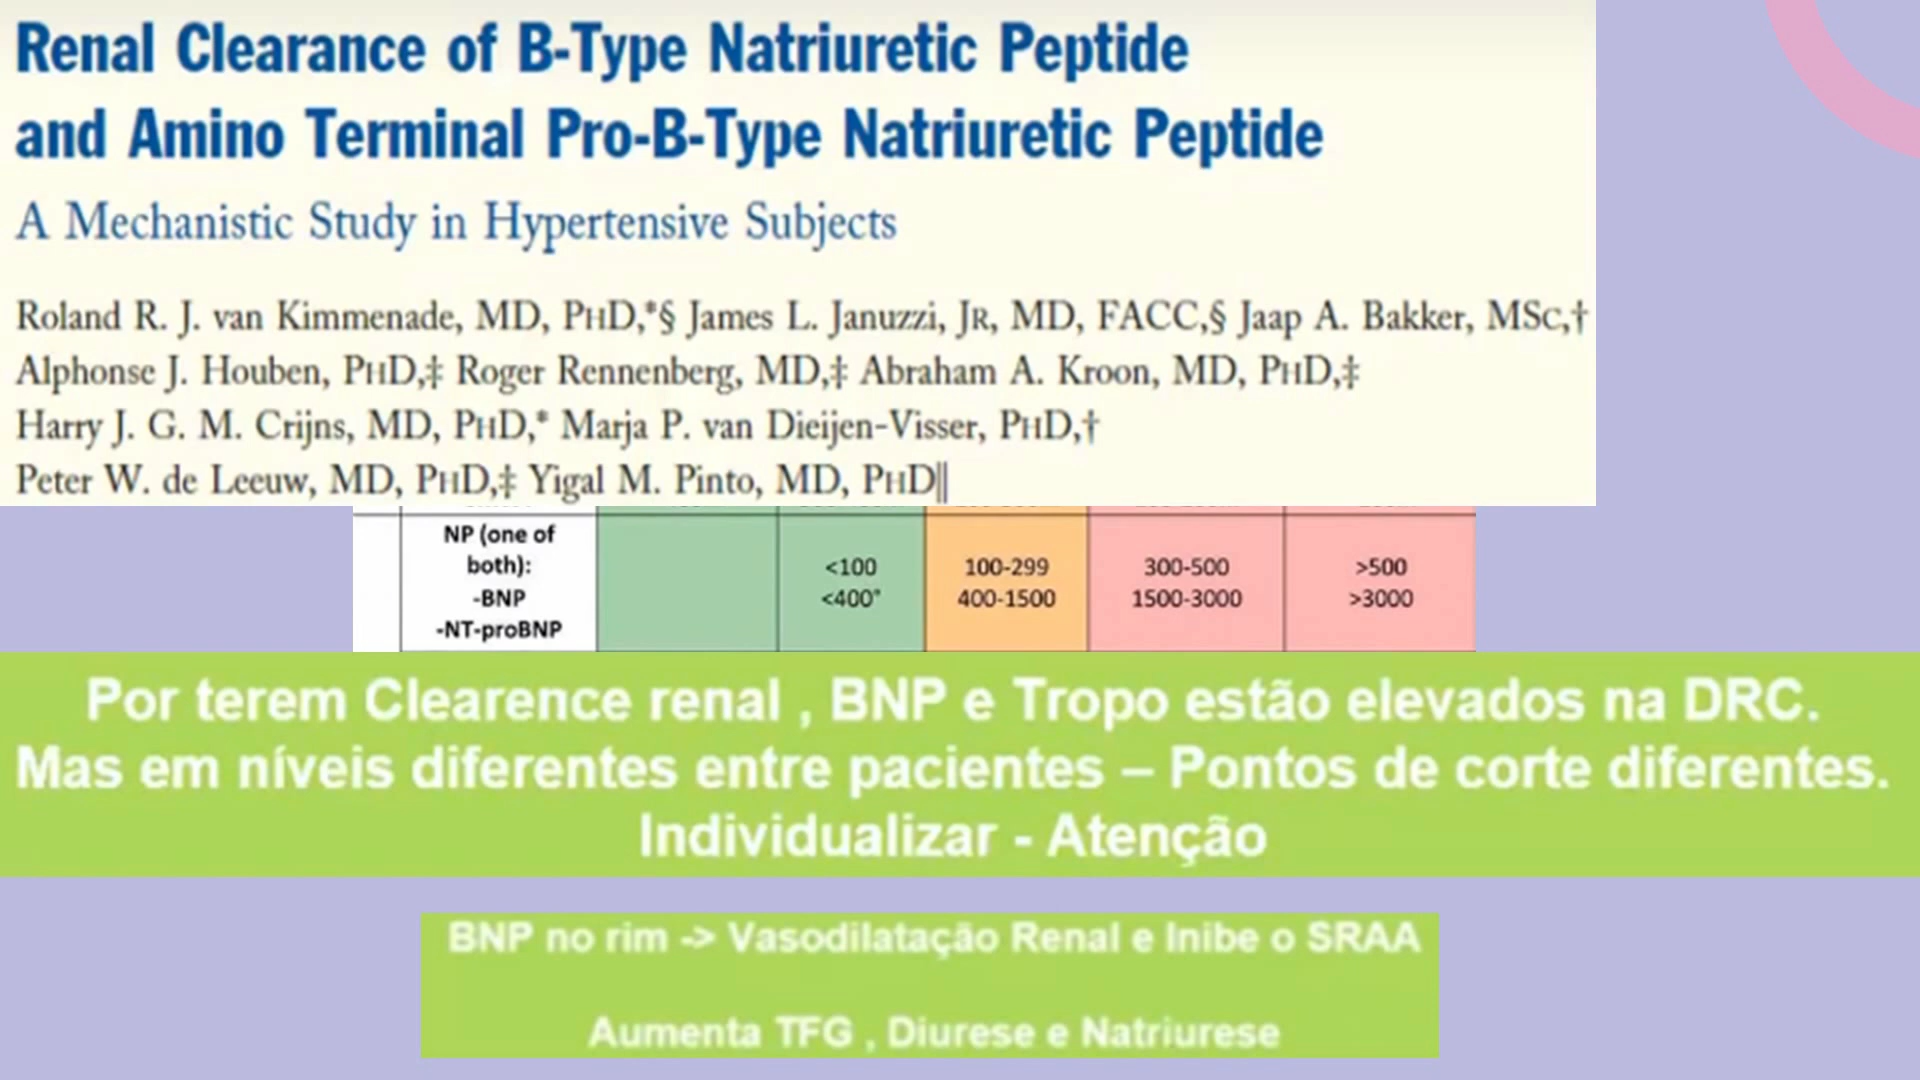 Renal Clearance of B-Type Natriuretic Peptide
and Amino Terminal Pro-B-Type Natriuretic Peptide
A Mechanistic Study in Hypertensive Subjects
Roland R. J. van Kimmenade, MD, PHD,*§ James L. Januzzi, JR, MD, FACC,§ Jaap A. Bakker, MSC,†
Alphonse J. Houben, PHD,‡ Roger Rennenberg, MD,‡ Abraham A. Kroon, MD, PHD,‡
Harry J. G. M. Crijns, MD, PHD,* Marja P. van Dieijen-Visser, PHD,†
Peter W. de Leeuw, MD, PHD,‡ Yigal M. Pinto, MD, PHD||
NP (one of
both):
-BNP
-NT-proBNP
<100 100-299 300-500 >500
<400* 400-1500 1500-3000 >3000
Por terem Clearence renal , BNP e Tropo estão elevados na DRC.
Mas em níveis diferentes entre pacientes – Pontos de corte diferentes.
Individualizar - Atenção
BNP no rim -> Vasodilatação Renal e Inibe o SRAA
Aumenta TFG , Diurese e Natriurese